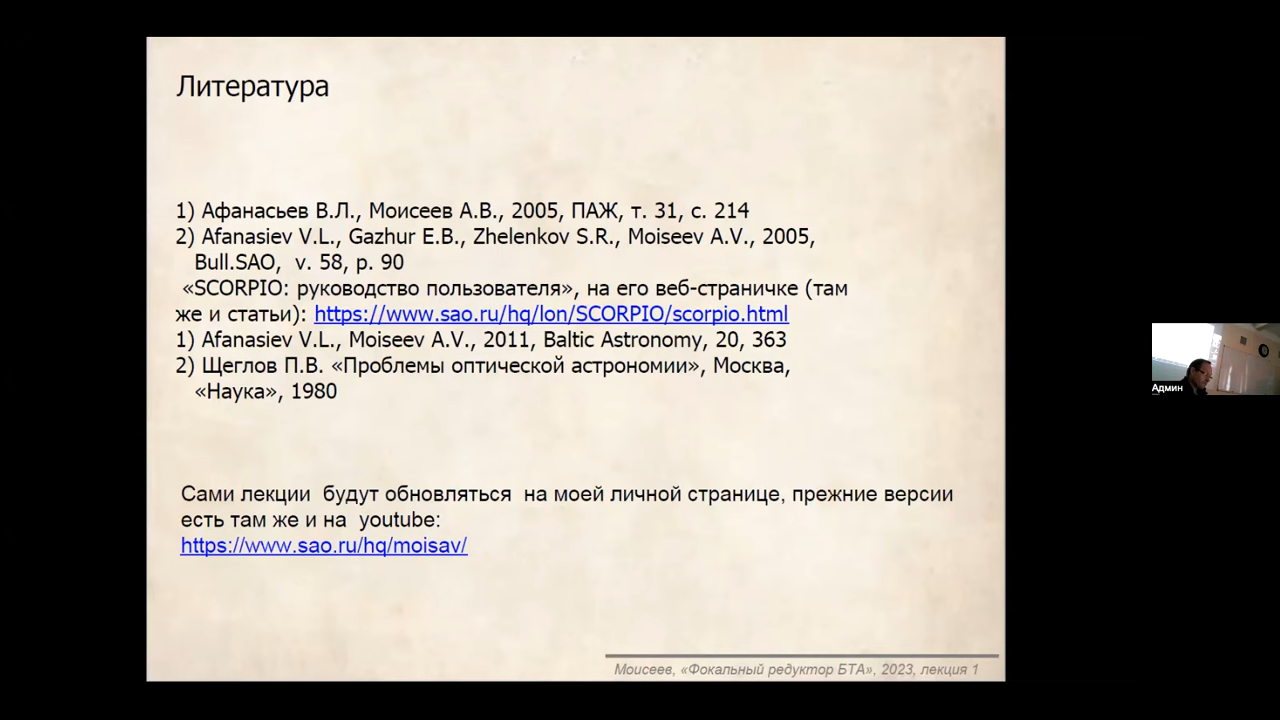 Литература
1) Афанасьев В.Л., Моисеев А.В., 2005, ПАЖ, т. 31, с. 214
2) Afanasiev V.L., Gazhur E.B., Zhelenkov S.R., Moiseev A.V., 2005,
Bull.SAO, v. 58, p. 90
«SCORPIO: руководство пользователя», на его веб-страничке (там
же и статьи): https://www.sao.ru/hq/lon/SCORPIO/scorpio.html
1) Afanasiev V.L., Moiseev A.V., 2011, Baltic Astronomy, 20, 363
2) Щеглов П.В. «Проблемы оптической астрономии», Москва,
«Наука», 1980
Сами лекции будут обновляться на моей личной странице, прежние версии
есть там же и на youtube:
https://www.sao.ru/hq/moisav/
Моисеев, «Фокальный редуктор БТА», 2023, лекция 1
Админ